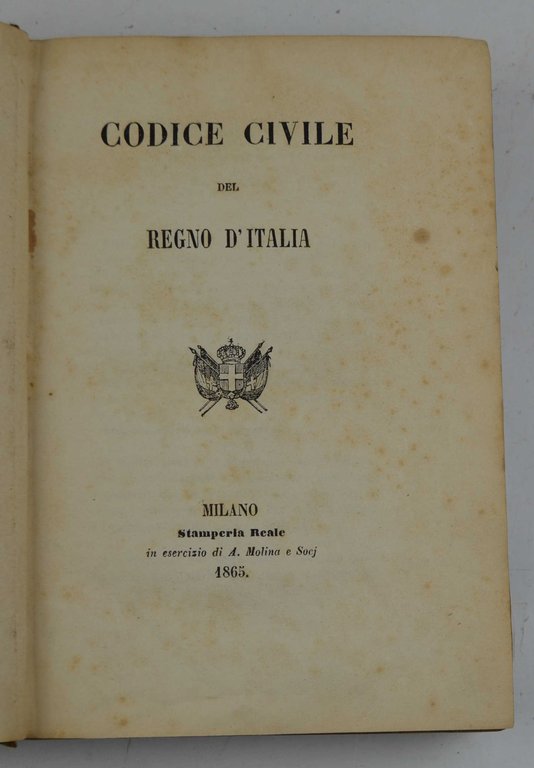 CODICE CIVILE
DEL
REGNO D'ITALIA
MILANO
Stamperia Reale
in esercizio di A. Molina e Socj
1865.